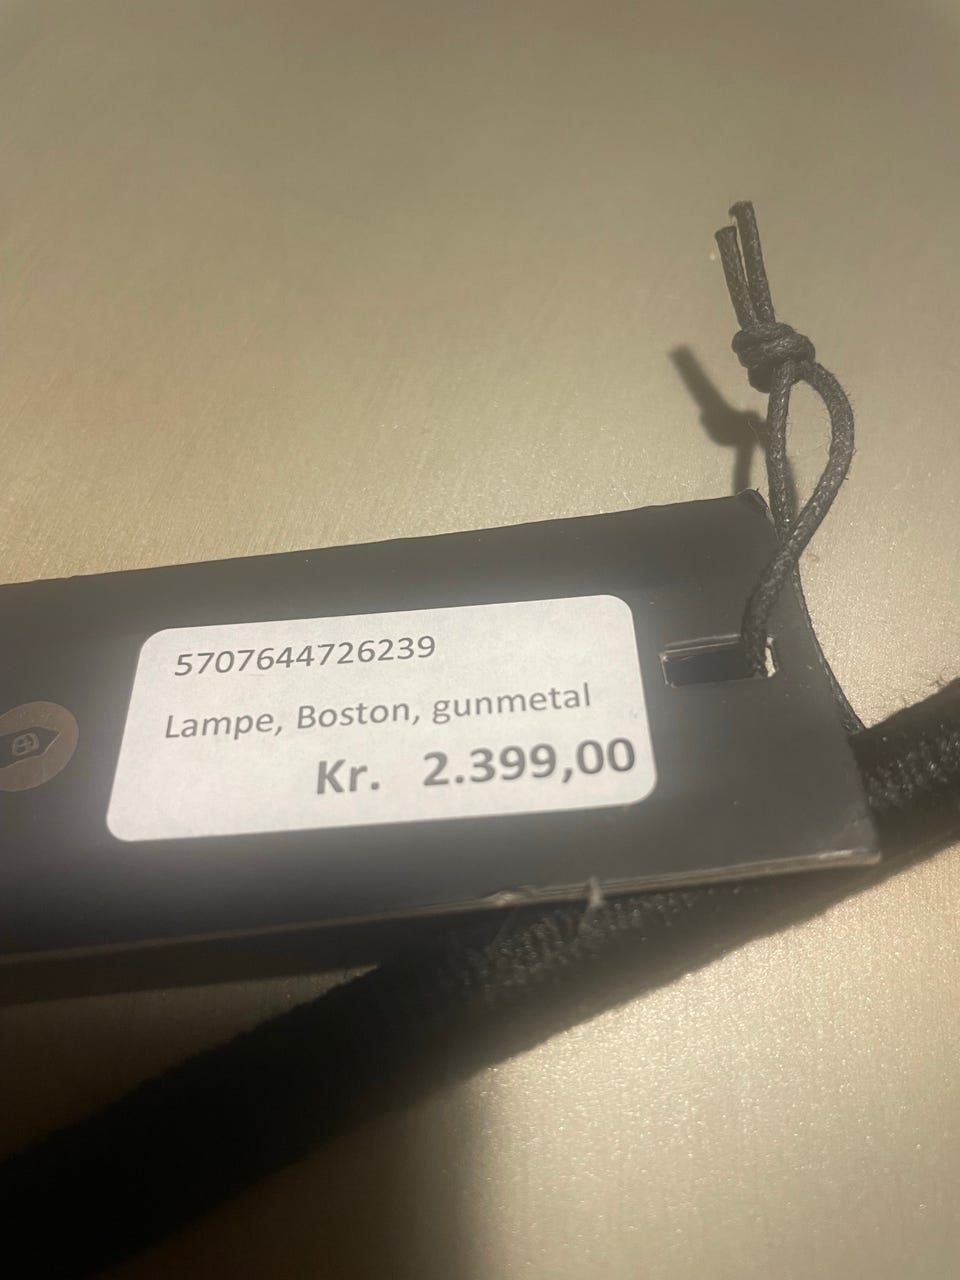 5707644726239
Lampe, Boston, gunmetal
Kr. 2.399,00